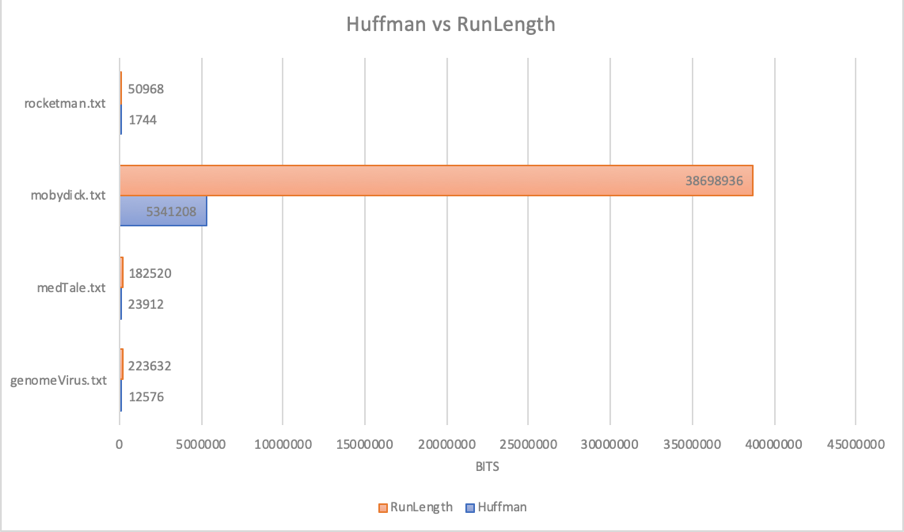 Huffman vs RunLength
rocketman.txt
50968
1744
mobydick.txt
38698936
5341208
medTale.txt
182520
23912
genomeVirus.txt
223632
12576
0 5000000 10000000 15000000 20000000 25000000 30000000 35000000 40000000 45000000
BITS
RunLength Huffman